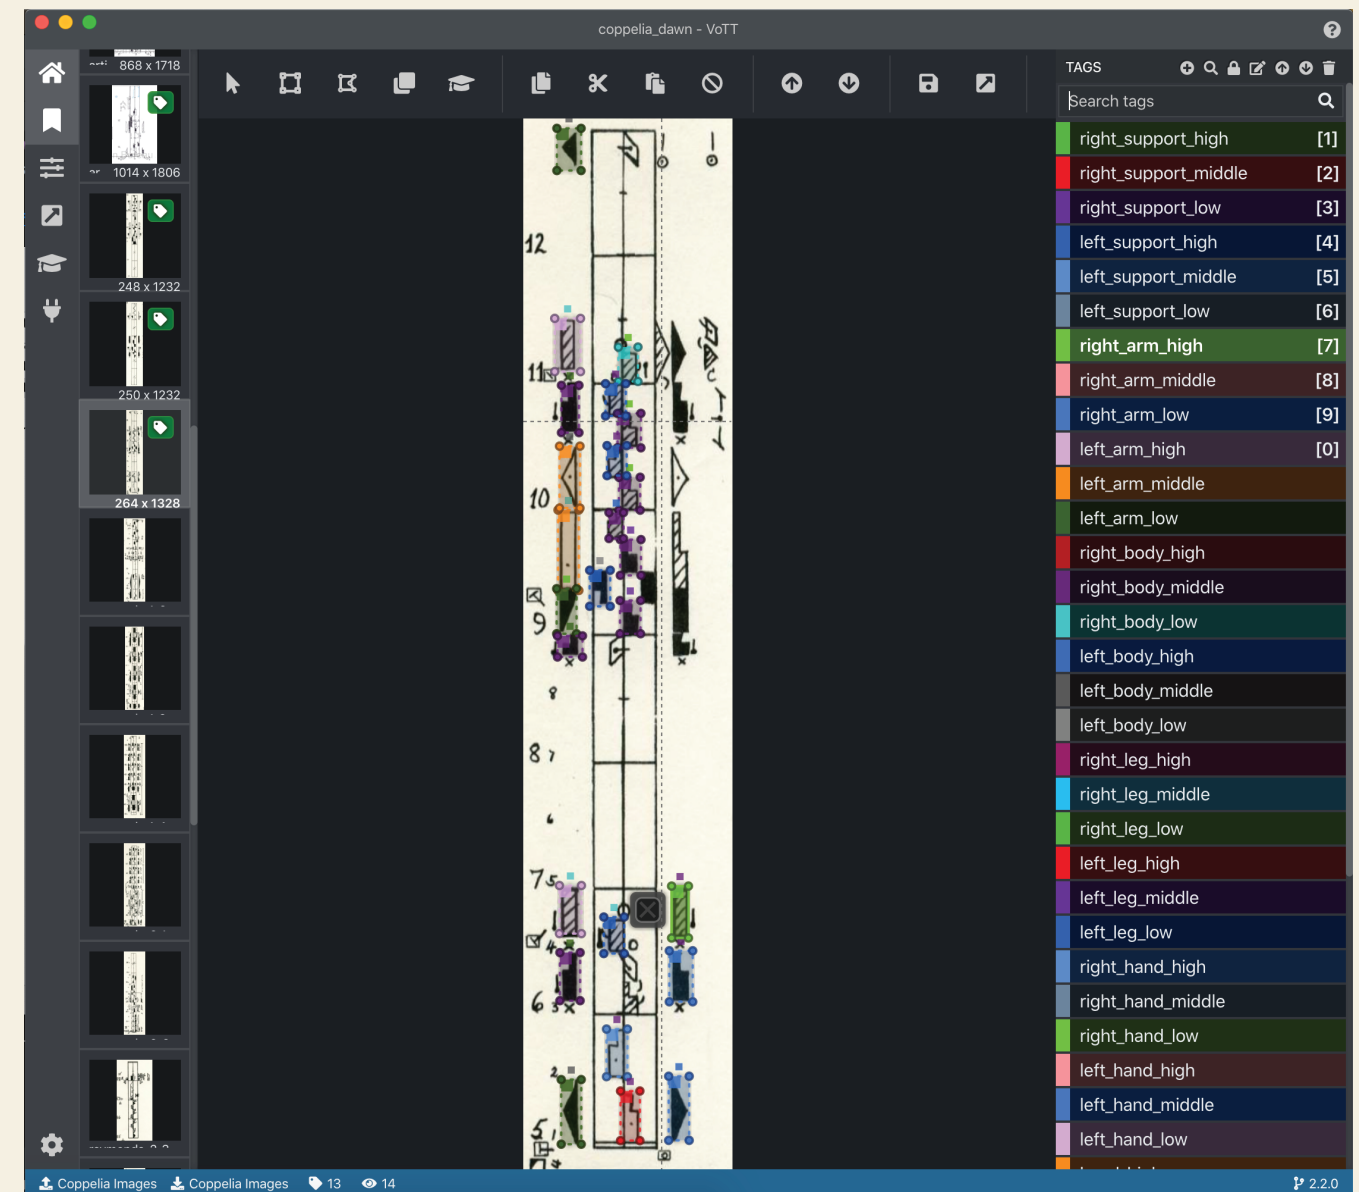 coppelia_dawn - VoTT
868 x 1718
1014 x 1806
248 x 1232
250 x 1232
264 x 1328
12
11
10
9
8
8 7
7 5
4
6 3
2
5 1
4
TAGS
Search tags
right_support_high [1]
right_support_middle [2]
right_support_low [3]
left_support_high [4]
left_support_middle [5]
left_support_low [6]
right_arm_high [7]
right_arm_middle [8]
right_arm_low [9]
left_arm_high [0]
left_arm_middle
left_arm_low
right_body_high
right_body_middle
right_body_low
left_body_high
left_body_middle
left_body_low
right_leg_high
right_leg_middle
right_leg_low
left_leg_high
left_leg_middle
left_leg_low
right_hand_high
right_hand_middle
right_hand_low
left_hand_high
left_hand_middle
left_hand_low
Coppelia Images Coppelia Images 13 14 2.2.0